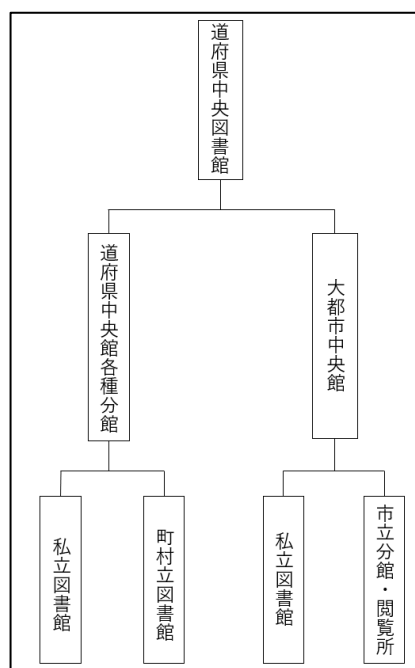 道府県中央図書館
道府県中央館各種分館
大都市中央館
私立図書館
町村立図書館
私立図書館
市立分館・閲覧所